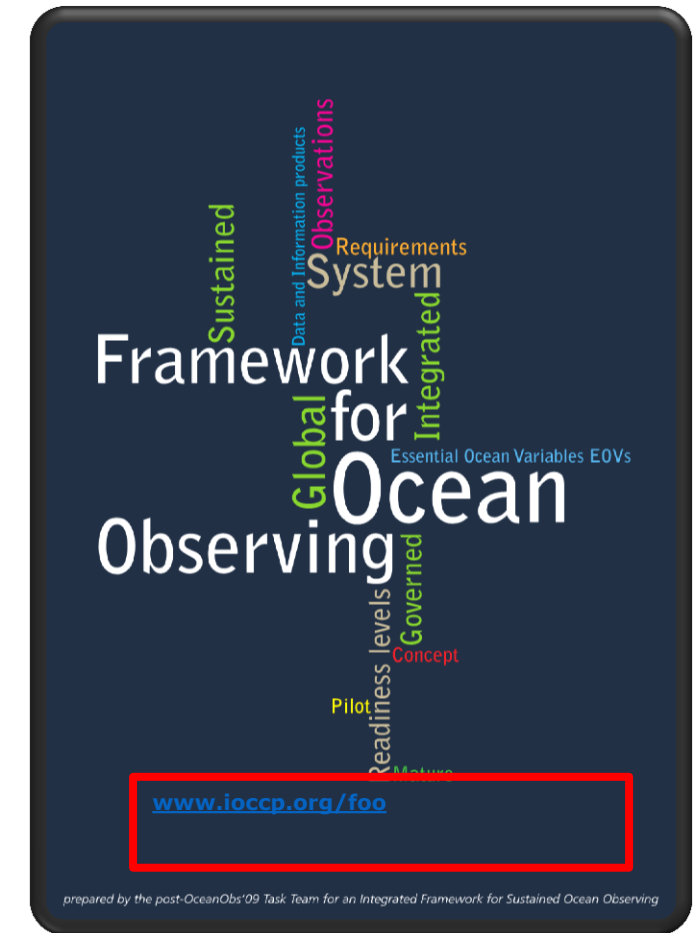 Observations
Data and Information products
Sustained
Requirements
System
Integrated
Framework
for
Global
Essential Ocean Variables EOVs
Ocean
Observing
Governed
Readiness levels
Concept
Pilot
Mature
www.ioccp.org/foo
prepared by the post-OceanObs'09 Task Team for an Integrated Framework for Sustained Ocean Observing